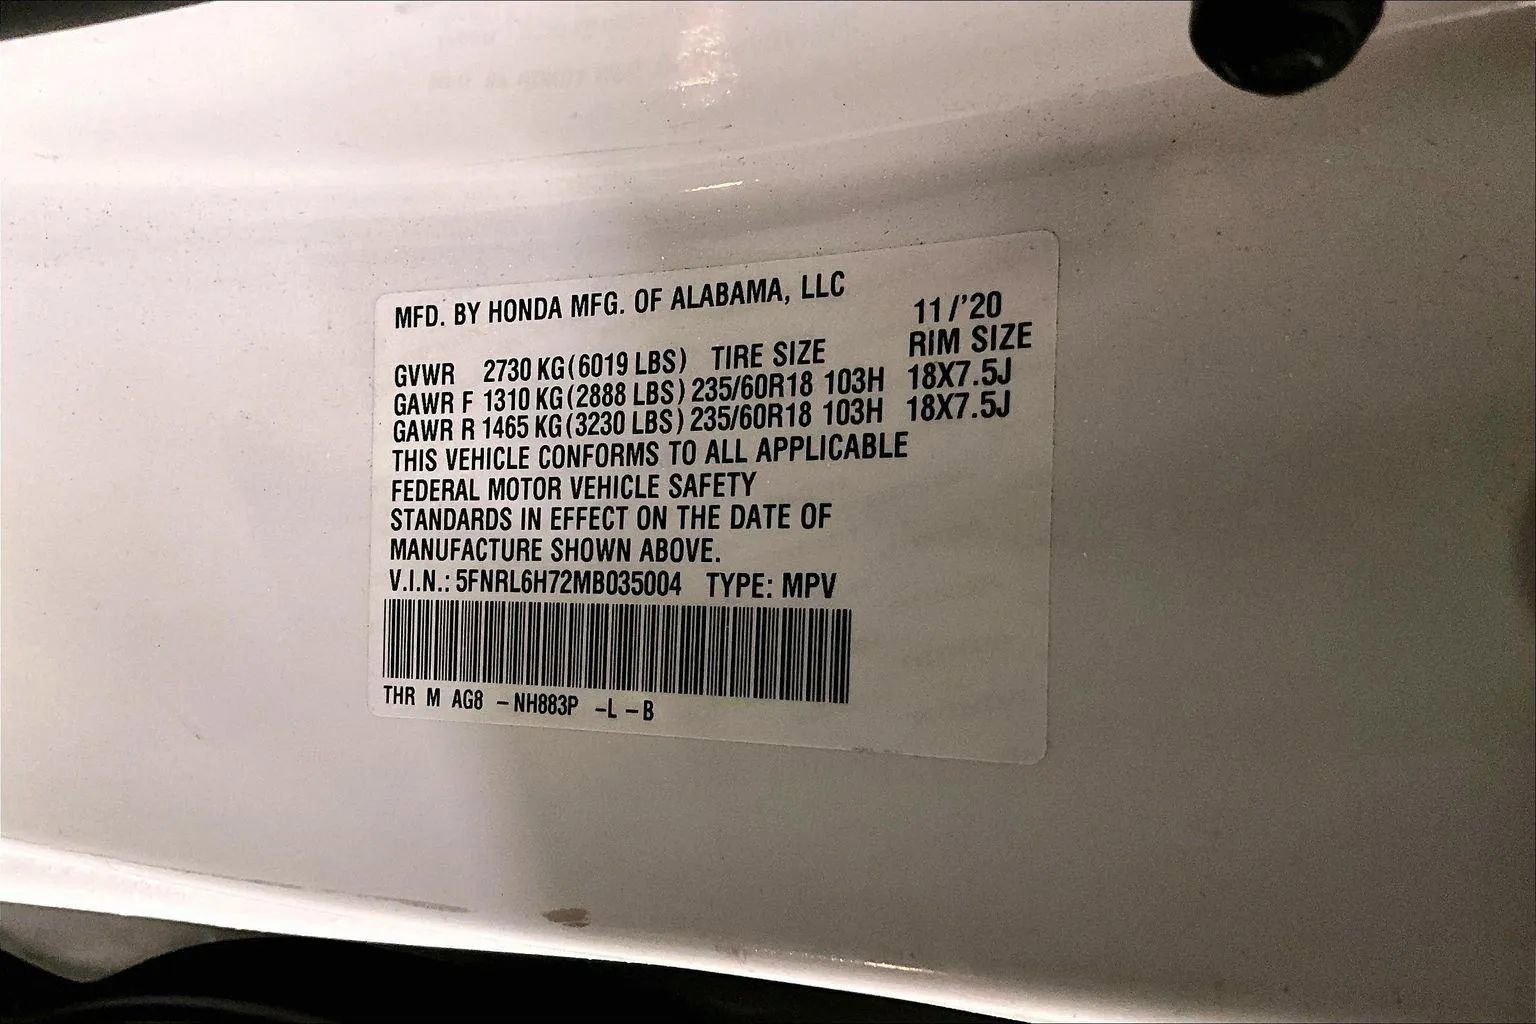 MFD. BY HONDA MFG. OF ALABAMA, LLC 11/'20
GVWR 2730 KG(6019 LBS) TIRE SIZE RIM SIZE
GAWR F 1310 KG(2888 LBS) 235/60R18 103H 18X7.5J
GAWR R 1465 KG(3230 LBS) 235/60R18 103H 18X7.5J
THIS VEHICLE CONFORMS TO ALL APPLICABLE
FEDERAL MOTOR VEHICLE SAFETY
STANDARDS IN EFFECT ON THE DATE OF
MANUFACTURE SHOWN ABOVE.
V.I.N.: 5FNRL6H72MB035004 TYPE: MPV
THR M AG8 -NH883P -L -B